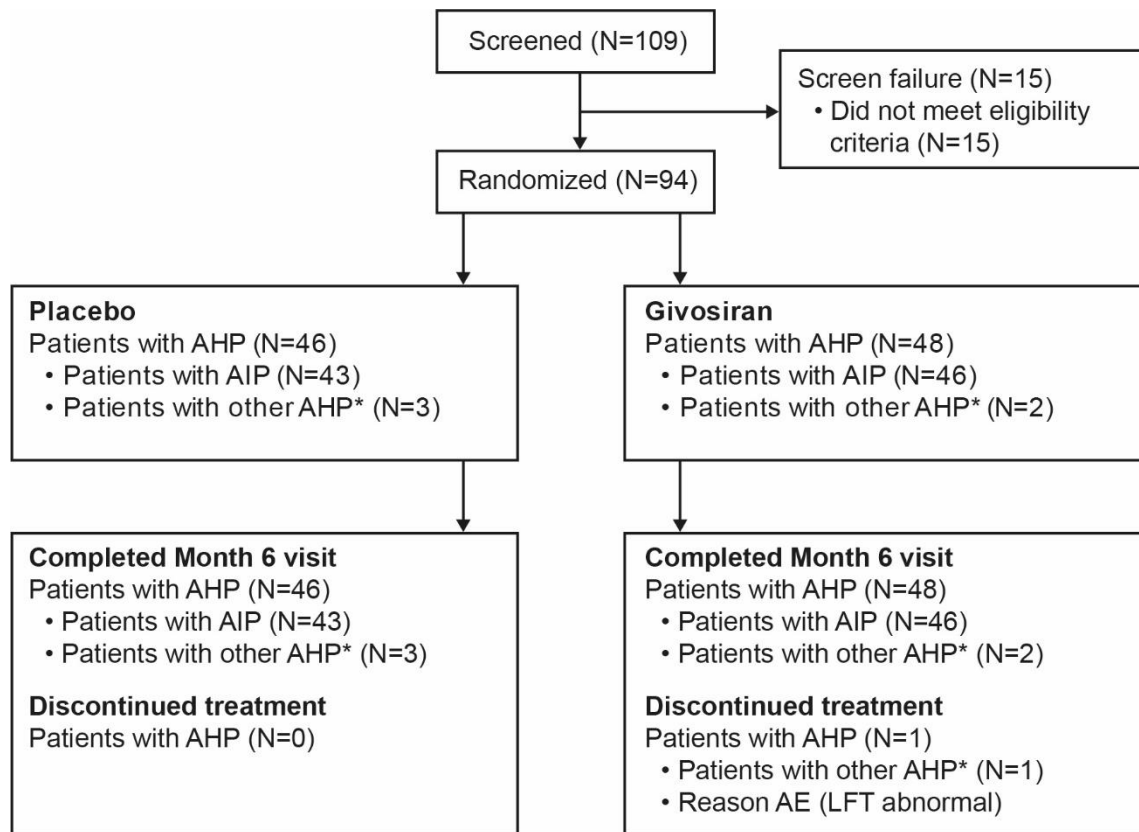 Screened (N=109)
Screen failure (N=15)
• Did not meet eligibility
criteria (N=15)
Randomized (N=94)
Placebo
Patients with AHP (N=46)
• Patients with AIP (N=43)
• Patients with other AHP* (N=3)
Givosiran
Patients with AHP (N=48)
• Patients with AIP (N=46)
• Patients with other AHP* (N=2)
Completed Month 6 visit
Patients with AHP (N=46)
• Patients with AIP (N=43)
• Patients with other AHP* (N=3)
Discontinued treatment
Patients with AHP (N=0)
Completed Month 6 visit
Patients with AHP (N=48)
• Patients with AIP (N=46)
• Patients with other AHP* (N=2)
Discontinued treatment
Patients with AHP (N=1)
• Patients with other AHP* (N=1)
• Reason AE (LFT abnormal)